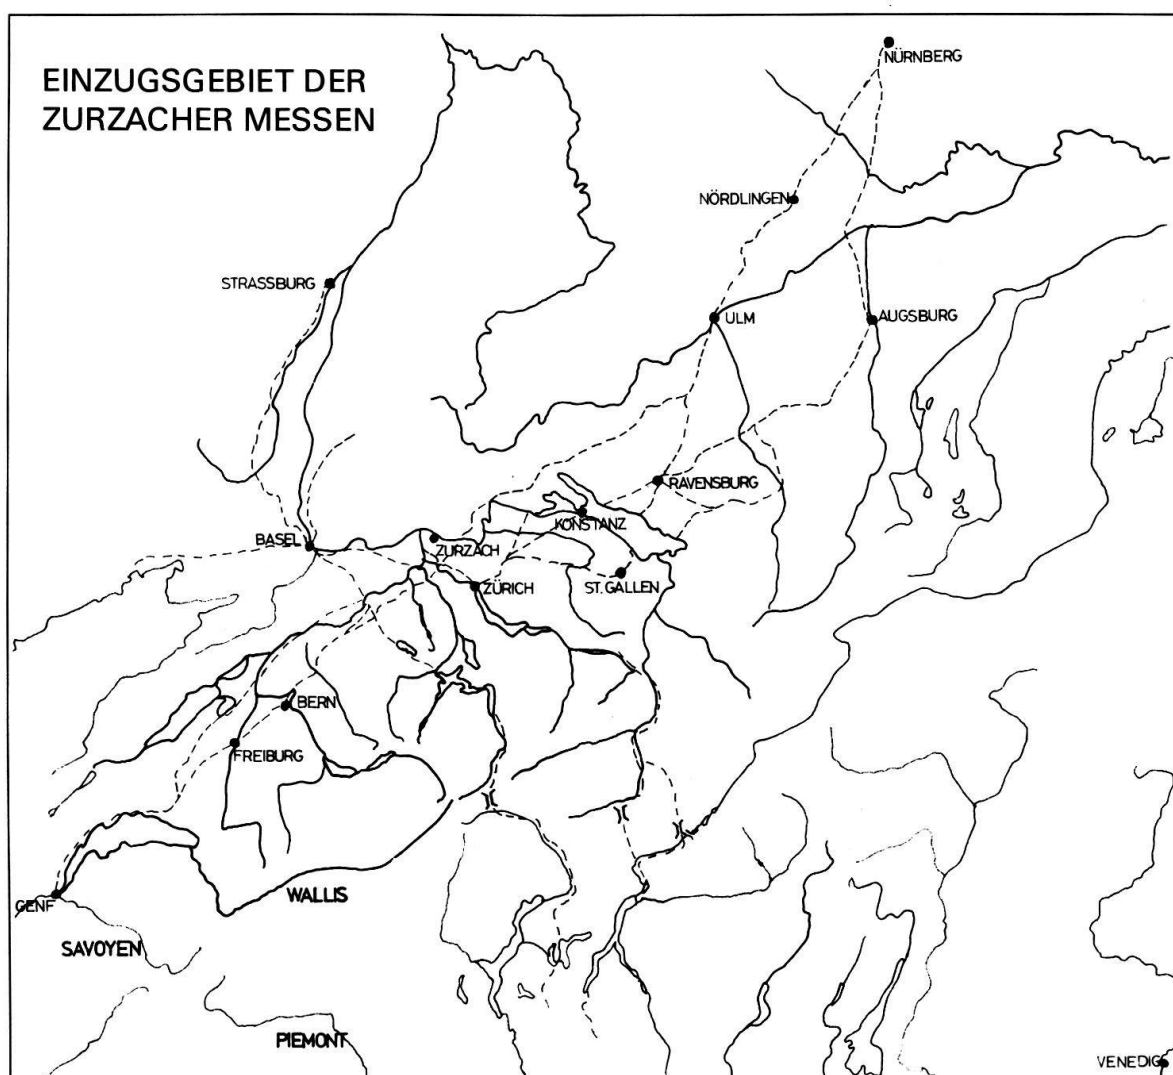 EINZUGSGEBIET DER
ZURZACHER MESSEN
NÜRNBERG
NÖRDLINGEN
STRASSBURG
ULM
AUGSBURG
RAVENSBURG
KONSTANZ
BASEL
ZURZACH
ZÜRICH
ST. GALLEN
BERN
FREIBURG
WALLIS
GENF
SAVOYEN
PIEMONT
VENEDIG